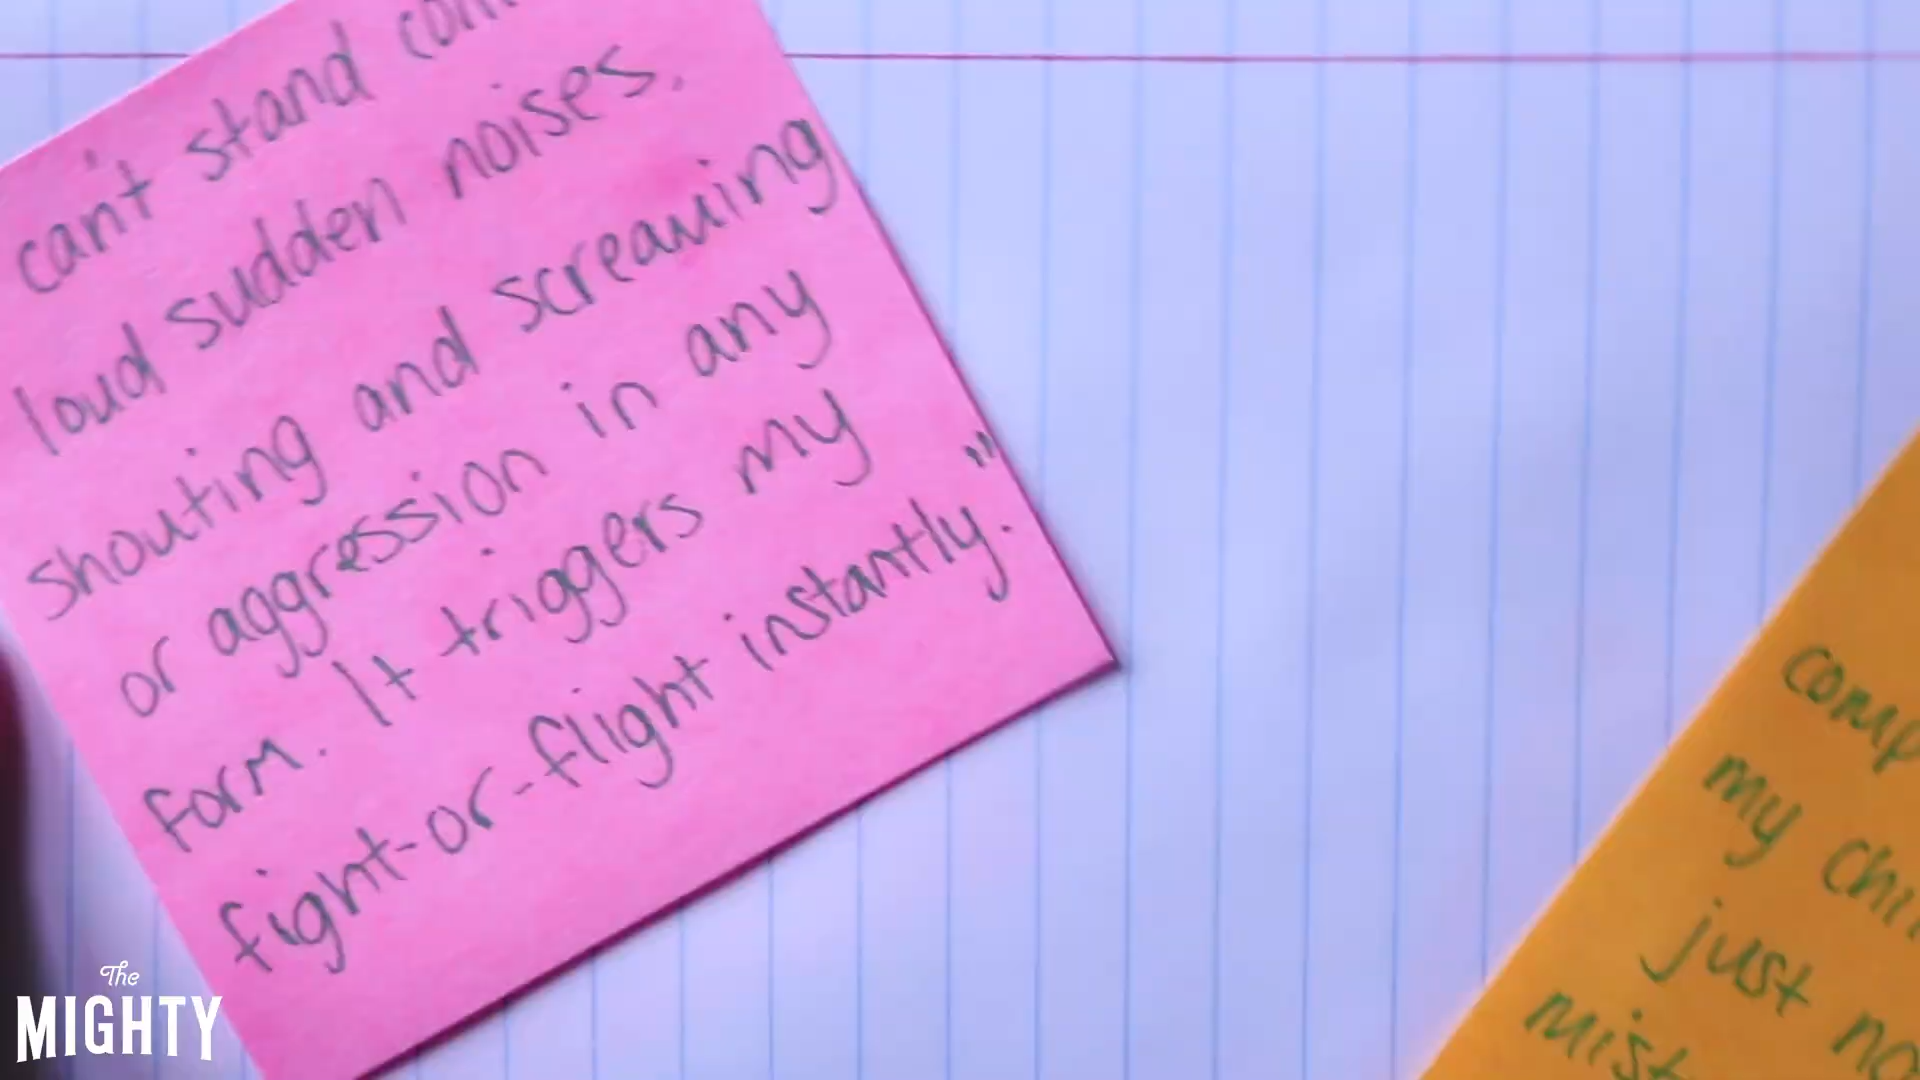 can't stand
loud sudden noises,
shouting and screaming
or aggression in any
form. It triggers my
fight-or-flight instantly."
my
just
The
MIGHTY